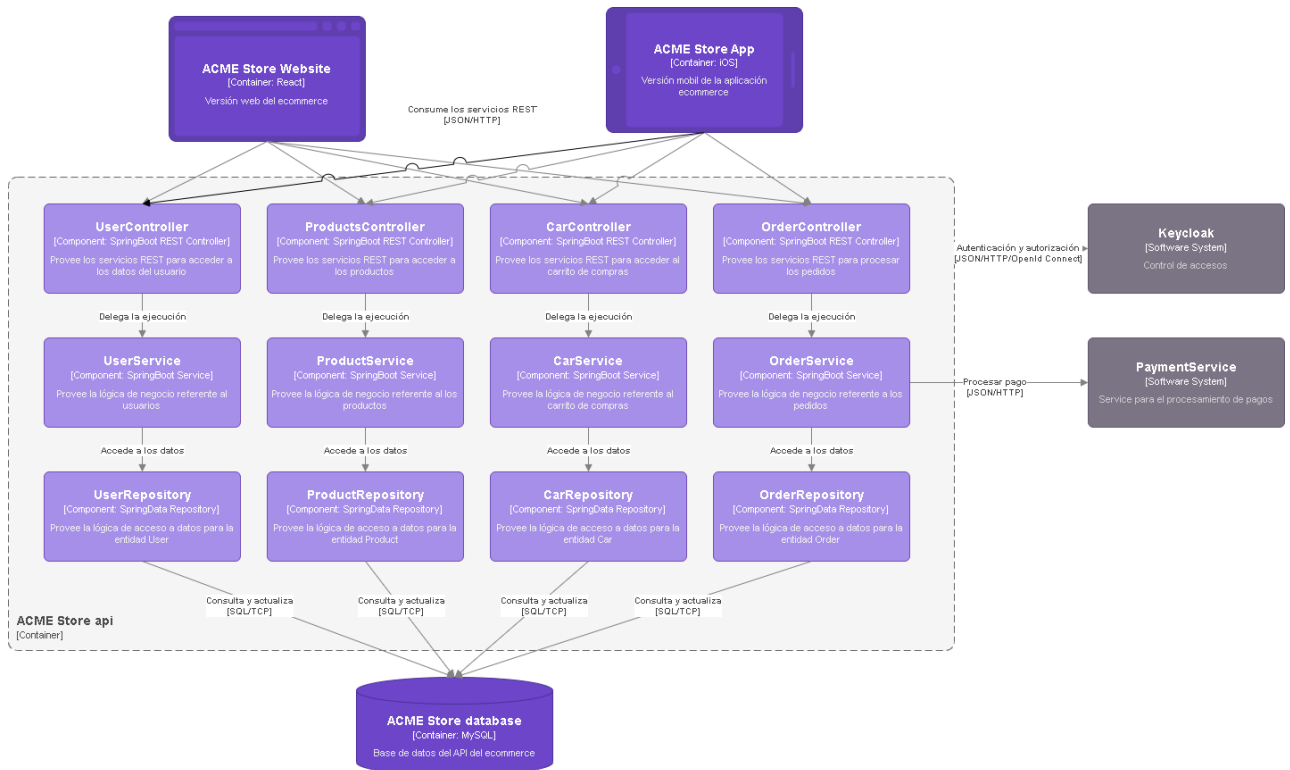 ACME Store Website
[Container: React]
Versión web del ecommerce
ACME Store App
[Container: iOS]
Versión mobil de la aplicación
ecommerce
Consume los servicios REST
[JSON/HTTP]
UserController
[Component: SpringBoot REST Controller]
Provee los servicios REST para acceder a
los datos del usuario
ProductsController
[Component: SpringBoot REST Controller]
Provee los servicios REST para acceder a
los productos
CarController
[Component: SpringBoot REST Controller]
Provee los servicios REST para acceder al
carrito de compras
OrderController
[Component: SpringBoot REST Controller]
Provee los servicios REST para procesar
los pedidos
Autenticación y autorización
[JSON/HTTP/OpenId Connect]
Keycloak
[Software System]
Control de accesos
Delega la ejecución
Delega la ejecución
Delega la ejecución
Delega la ejecución
UserService
[Component: SpringBoot Service]
Provee la lógica de negocio referente al
usuarios
ProductService
[Component: SpringBoot Service]
Provee la lógica de negocio referente al los
productos
CarService
[Component: SpringBoot Service]
Provee la lógica de negocio referente al
carrito de compras
OrderService
[Component: SpringBoot Service]
Provee la lógica de negocio referente a los
pedidos
Procesar pago
[JSON/HTTP]
PaymentService
[Software System]
Service para el procesamiento de pagos
Accede a los datos
Accede a los datos
Accede a los datos
Accede a los datos
UserRepository
[Component: SpringData Repository]
Provee la lógica de acceso a datos para la
entidad User
ProductRepository
[Component: SpringData Repository]
Provee la lógica de acceso a datos para la
entidad Product
CarRepository
[Component: SpringData Repository]
Provee la lógica de acceso a datos para la
entidad Car
OrderRepository
[Component: SpringData Repository]
Provee la lógica de acceso a datos para la
entidad Order
Consulta y actualiza
[SQL/TCP]
Consulta y actualiza
[SQL/TCP]
Consulta y actualiza
[SQL/TCP]
Consulta y actualiza
[SQL/TCP]
ACME Store api
[Container]
ACME Store database
[Container: MySQL]
Base de datos del API del ecommerce